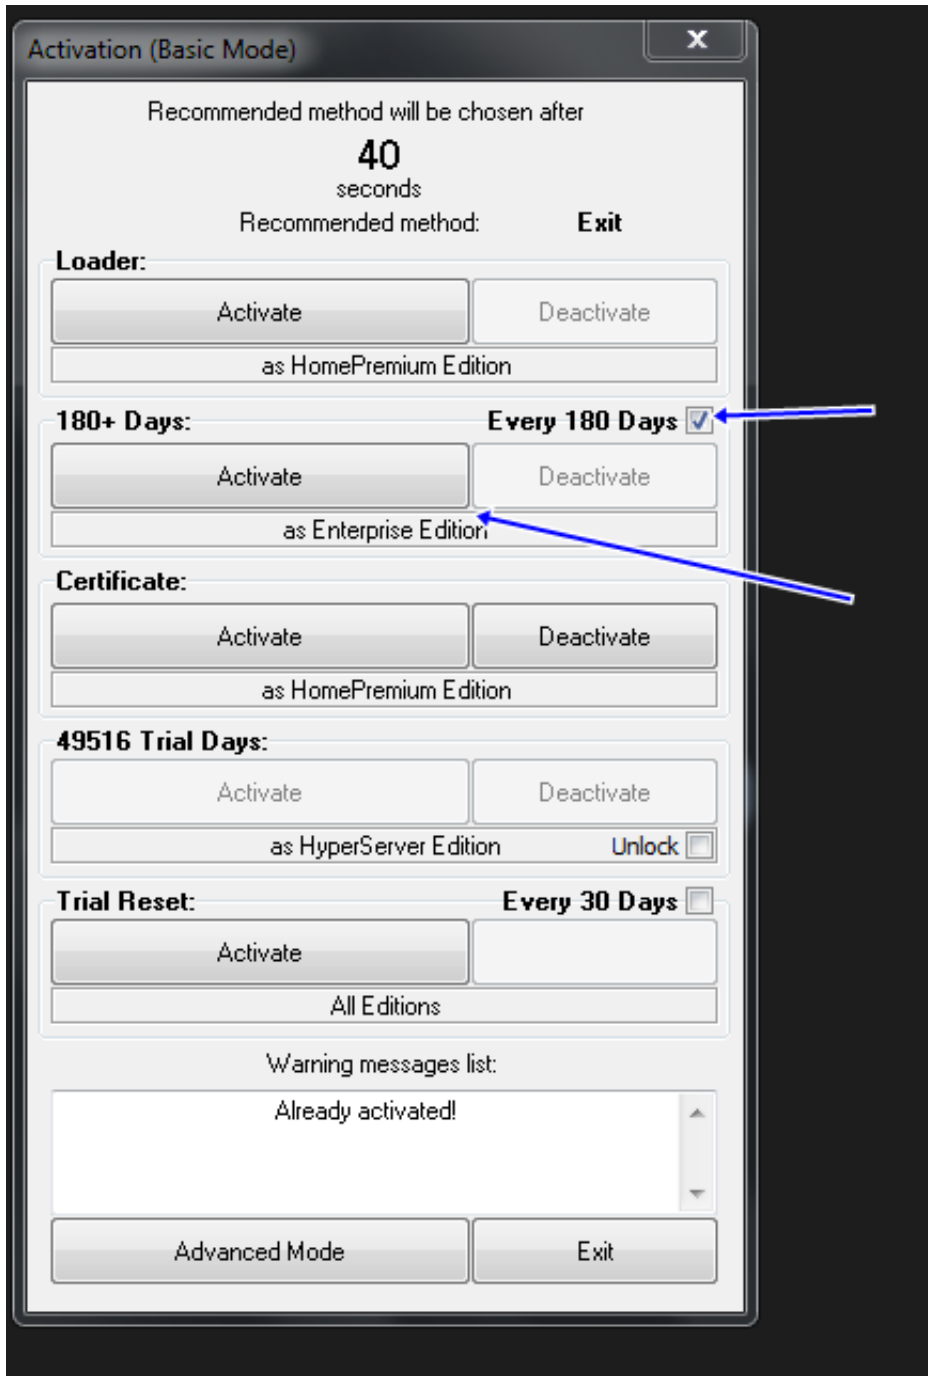 Activation (Basic Mode) x
Recommended method will be chosen after
40
seconds
Recommended method: Exit
Loader:
Activate Deactivate
as HomePremium Edition
180+ Days: Every 180 Days
Activate Deactivate
as Enterprise Edition
Certificate:
Activate Deactivate
as HomePremium Edition
49516 Trial Days:
Activate Deactivate
as HyperServer Edition Unlock
Trial Reset: Every 30 Days
Activate
All Editions
Warning messages list:
Already activated!
Advanced Mode Exit